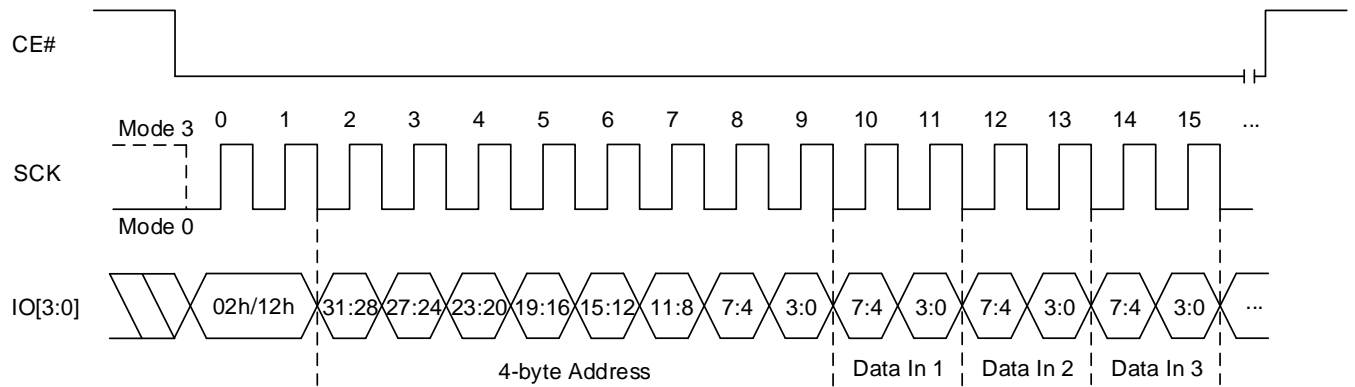 CE#
Mode 3 0 1 2 3 4 5 6 7 8 9 10 11 12 13 14 15 ...
SCK
Mode 0
IO[3:0] 02h/12h 31:28 27:24 23:20 19:16 15:12 11:8 7:4 3:0 7:4 3:0 7:4 3:0 7:4 3:0 ...
4-byte Address Data In 1 Data In 2 Data In 3